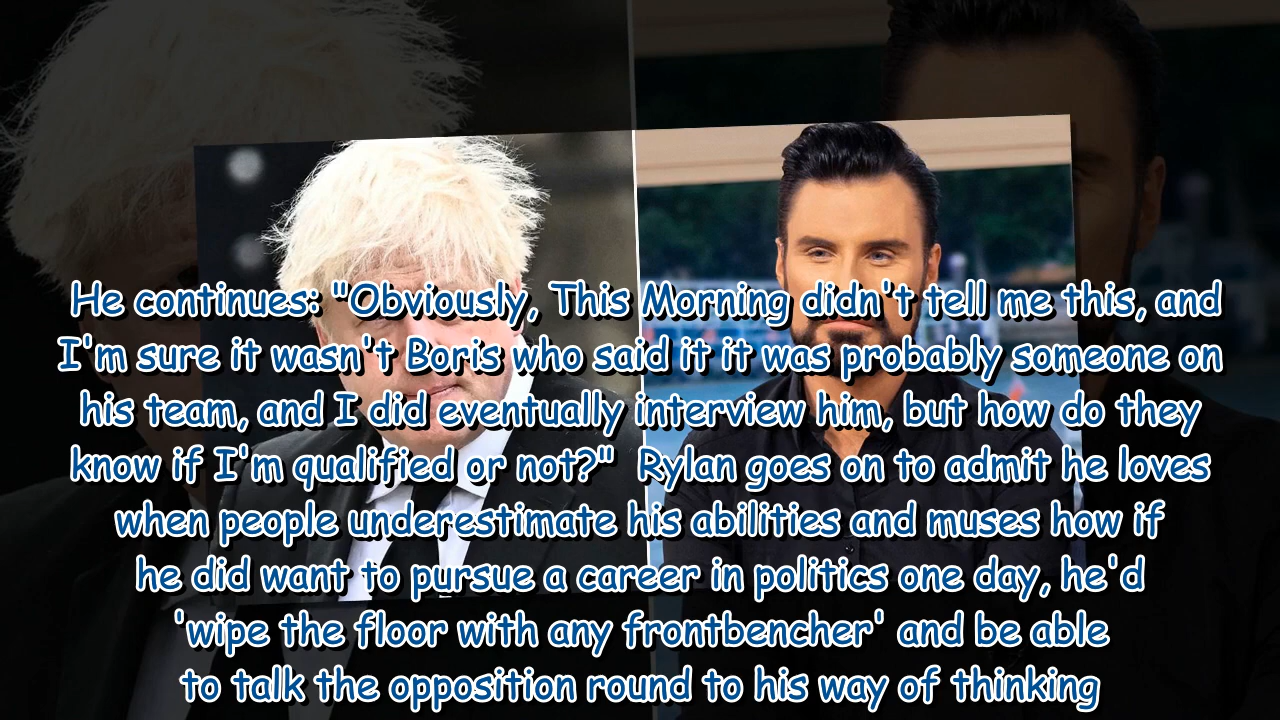 He continues: "Obviously, This Morning didn't tell me this, and
I'm sure it wasn't Boris who said it it was probably someone on
his team, and I did eventually interview him, but how do they
know if I'm qualified or not?"  Rylan goes on to admit he loves
when people underestimate his abilities and muses how if
he did want to pursue a career in politics one day, he'd
'wipe the floor with any frontbencher' and be able
to talk the opposition round to his way of thinking